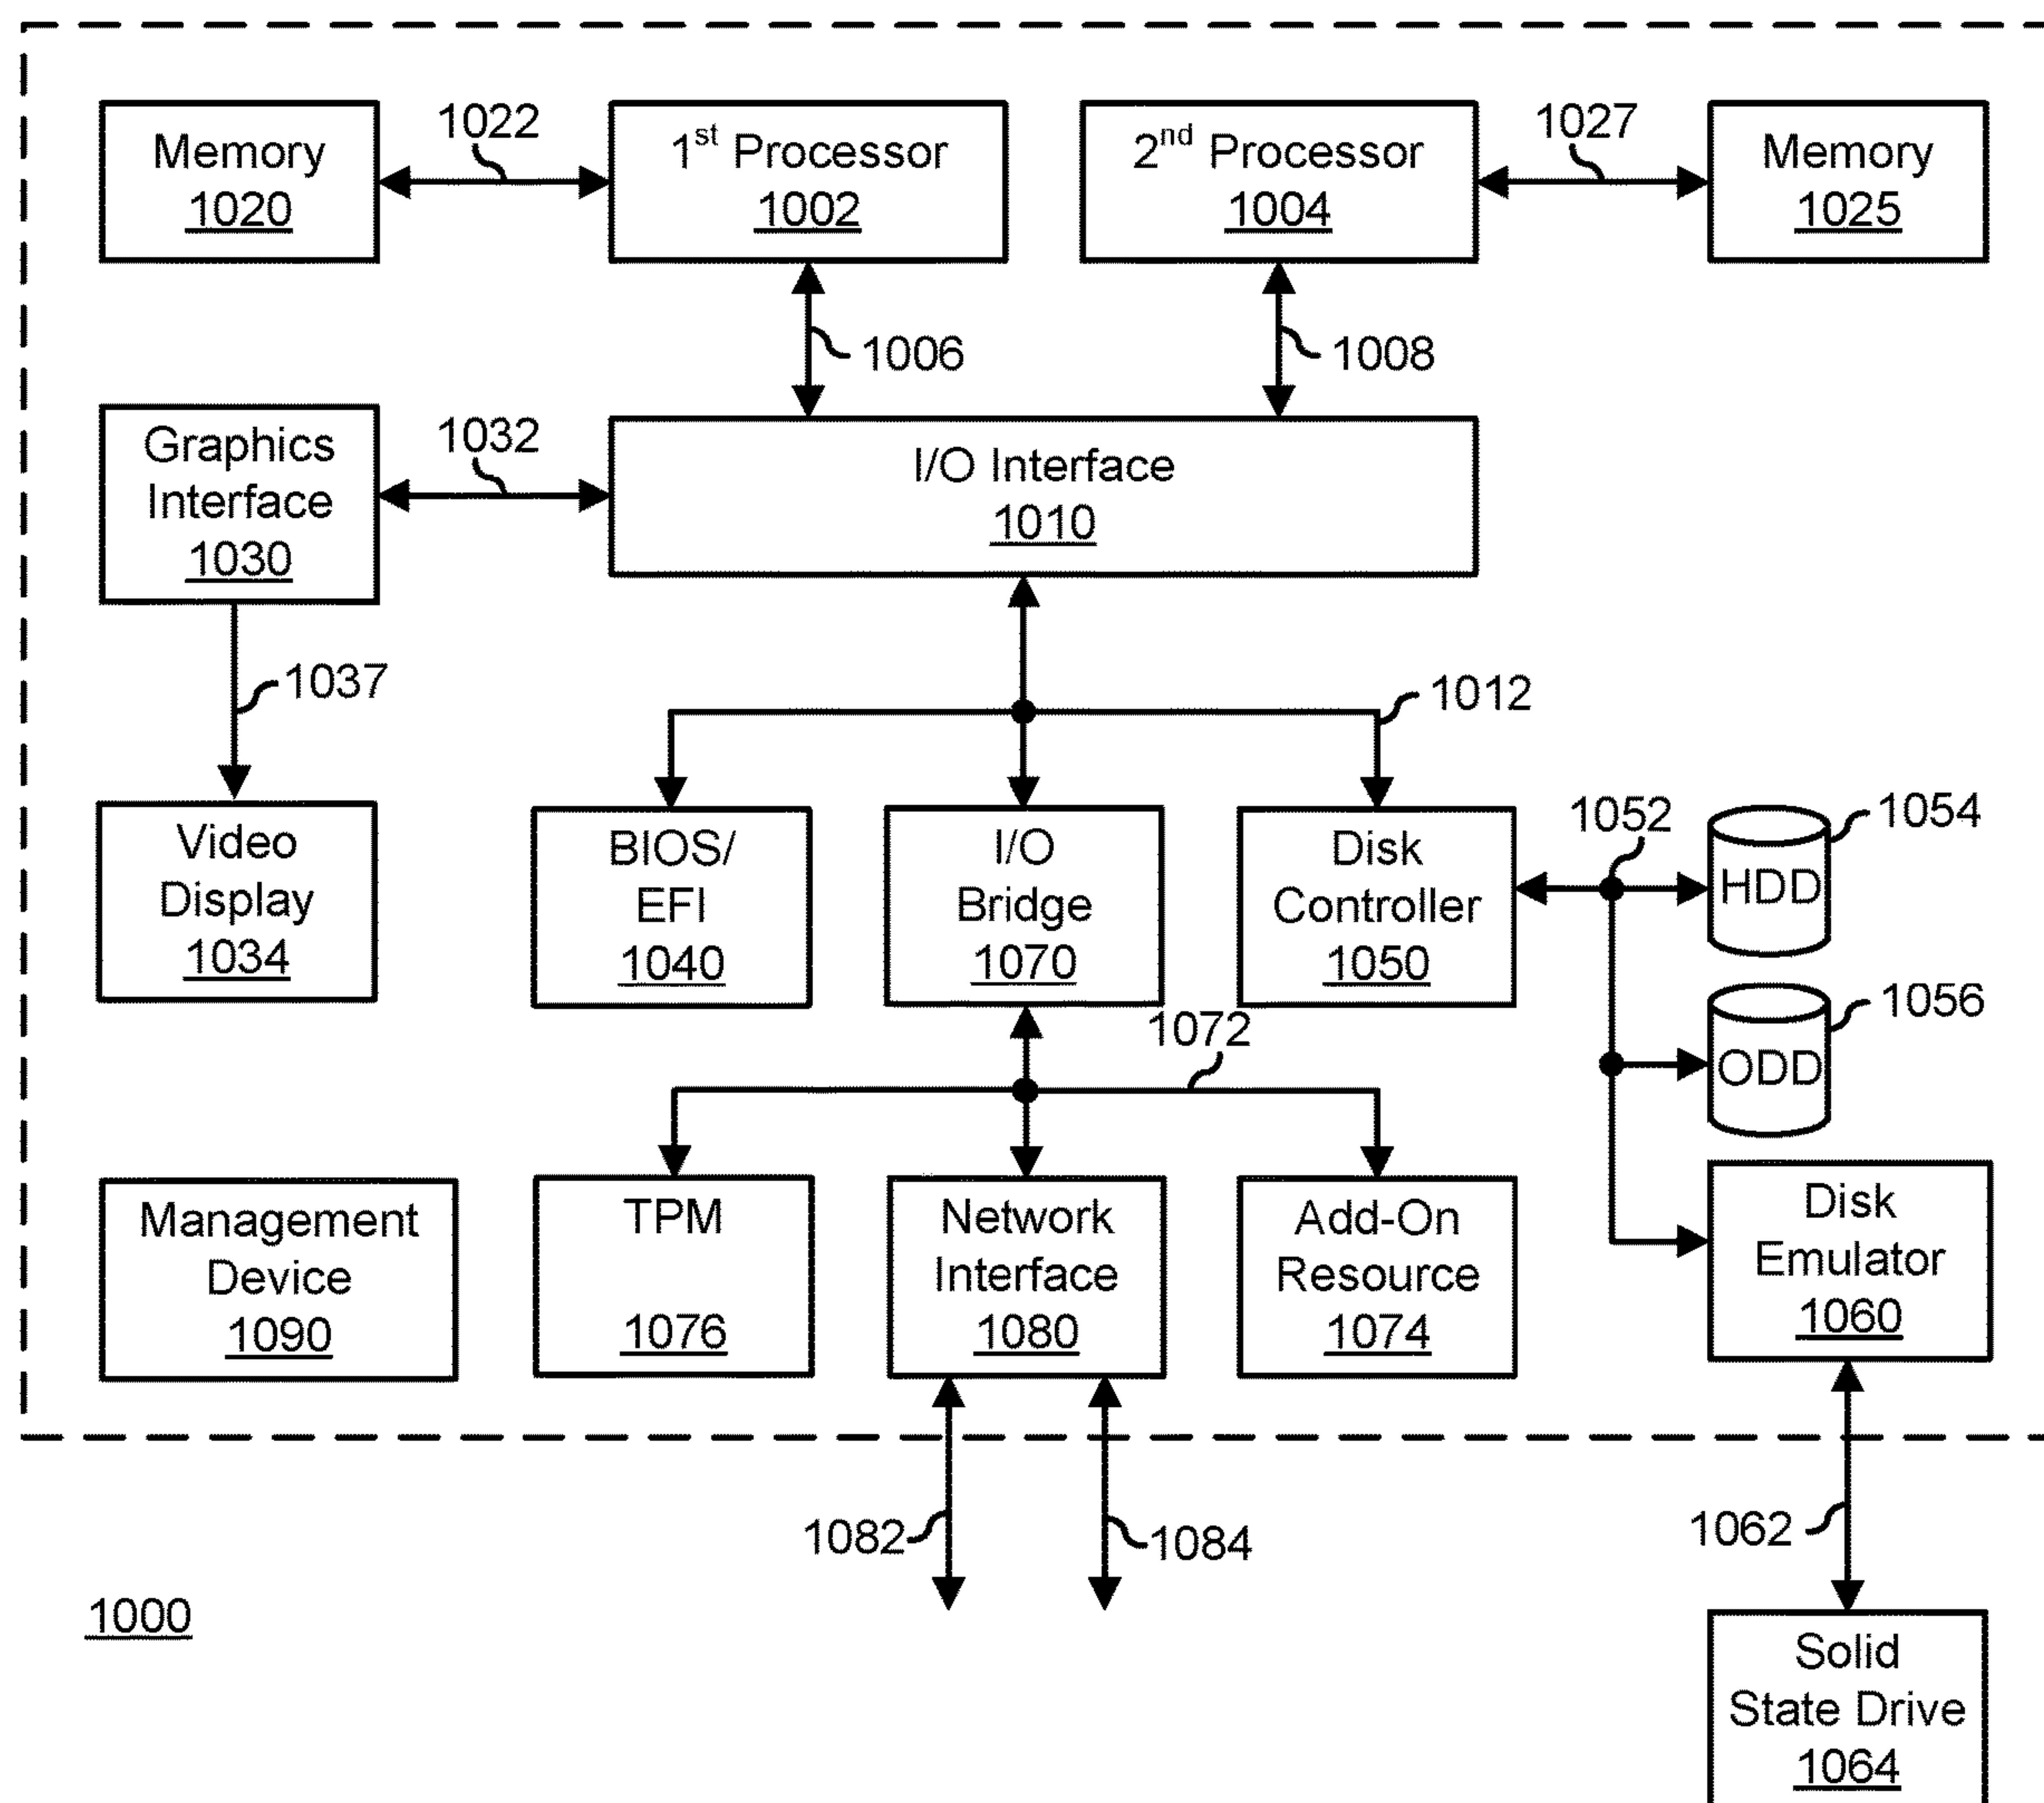 1022
1027
Memory
1020
1st Processor
1002
2nd Processor
1004
Memory
1025
1006
1008
Graphics
Interface
1030
1032
I/O Interface
1010
1037
1012
Video
Display
1034
BIOS/
EFI
1040
I/O
Bridge
1070
Disk
Controller
1050
1052
1054
HDD
1056
ODD
1072
Management
Device
1090
TPM
1076
Network
Interface
1080
Add-On
Resource
1074
Disk
Emulator
1060
1082
1084
1062
1000
Solid
State Drive
1064